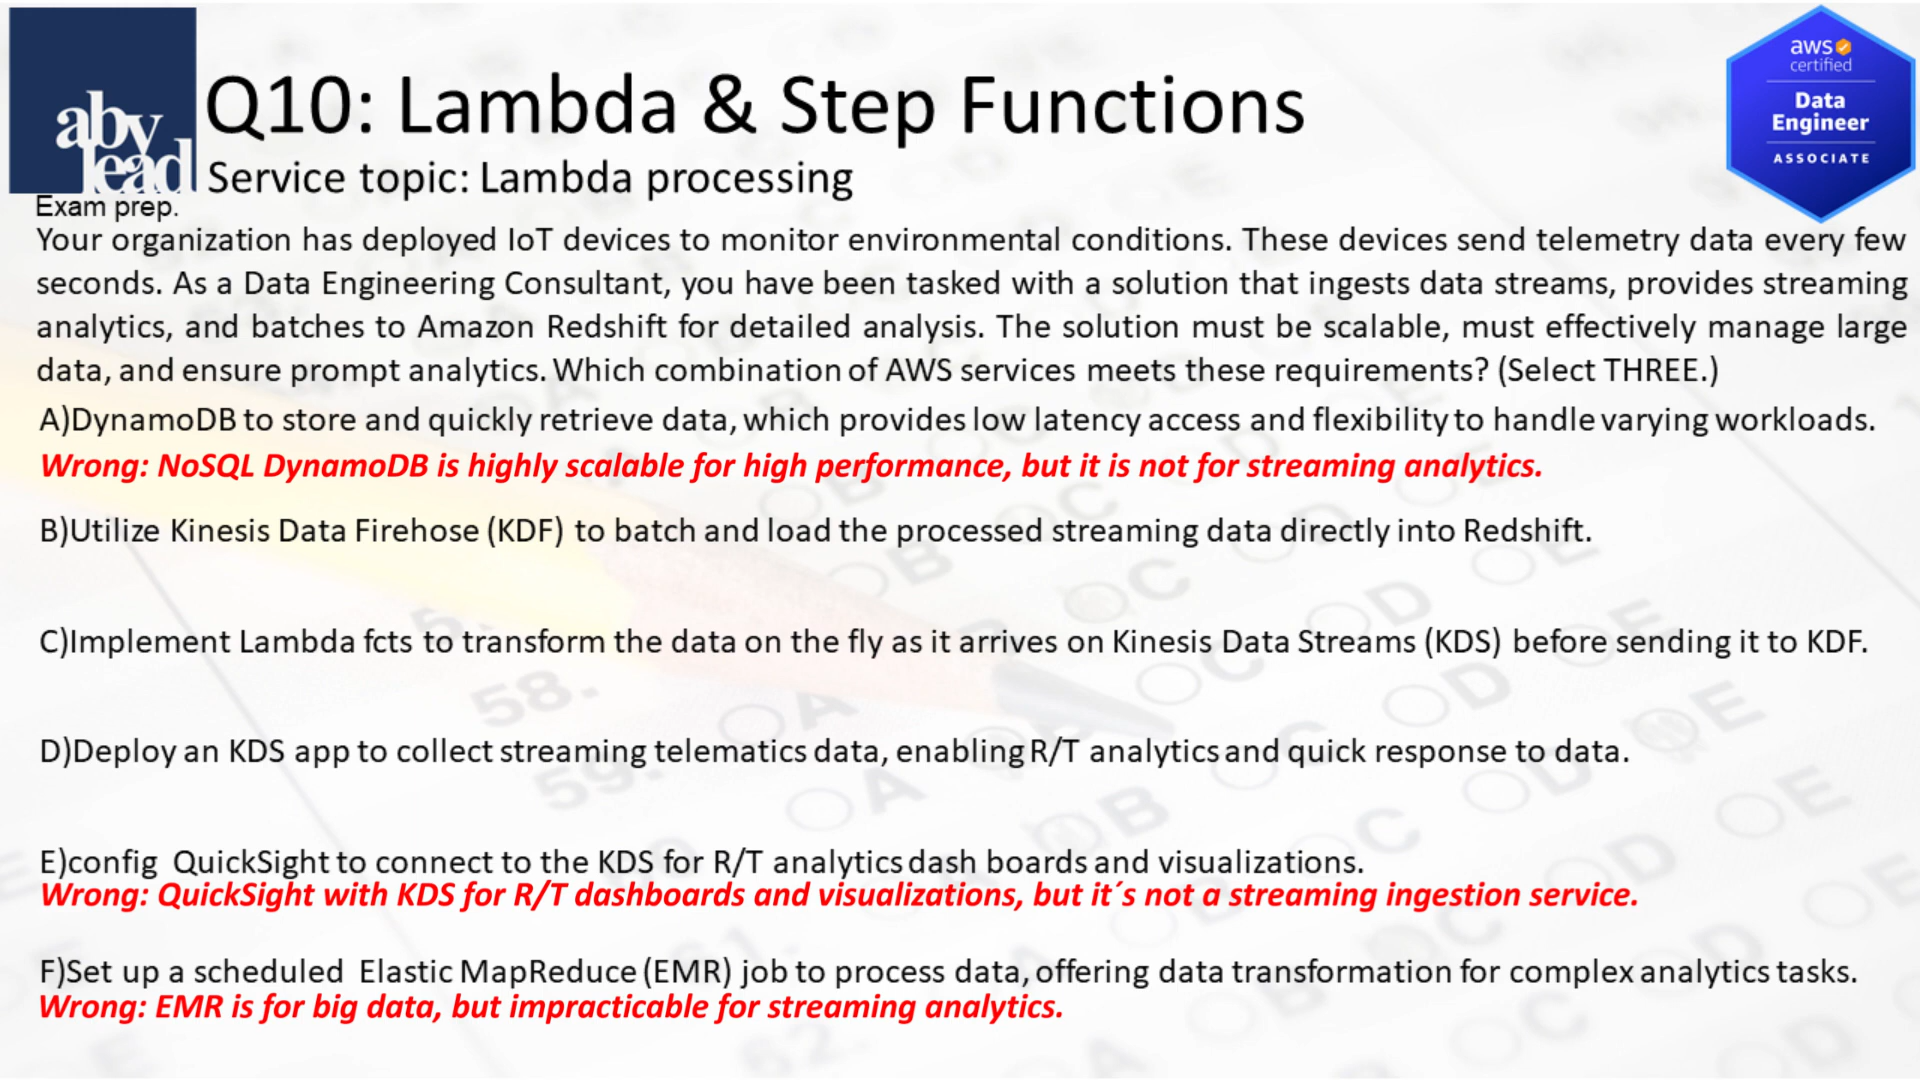 aby
lead
Exam prep.
Q10: Lambda & Step Functions
Service topic: Lambda processing
aws
certified
Data
Engineer
ASSOCIATE
Your organization has deployed IoT devices to monitor environmental conditions. These devices send telemetry data every few
seconds. As a Data Engineering Consultant, you have been tasked with a solution that ingests data streams, provides streaming
analytics, and batches to Amazon Redshift for detailed analysis. The solution must be scalable, must effectively manage large
data, and ensure prompt analytics. Which combination of AWS services meets these requirements? (Select THREE.)
A)DynamoDB to store and quickly retrieve data, which provides low latency access and flexibility to handle varying workloads.
Wrong: NoSQL DynamoDB is highly scalable for high performance, but it is not for streaming analytics.
B)Utilize Kinesis Data Firehose (KDF) to batch and load the processed streaming data directly into Redshift.
C)Implement Lambda fcts to transform the data on the fly as it arrives on Kinesis Data Streams (KDS) before sending it to KDF.
D)Deploy an KDS app to collect streaming telematics data, enabling R/T analytics and quick response to data.
E)config QuickSight to connect to the KDS for R/T analytics dash boards and visualizations.
Wrong: QuickSight with KDS for R/T dashboards and visualizations, but it´s not a streaming ingestion service.
F)Set up a scheduled Elastic MapReduce (EMR) job to process data, offering data transformation for complex analytics tasks.
Wrong: EMR is for big data, but impracticable for streaming analytics.